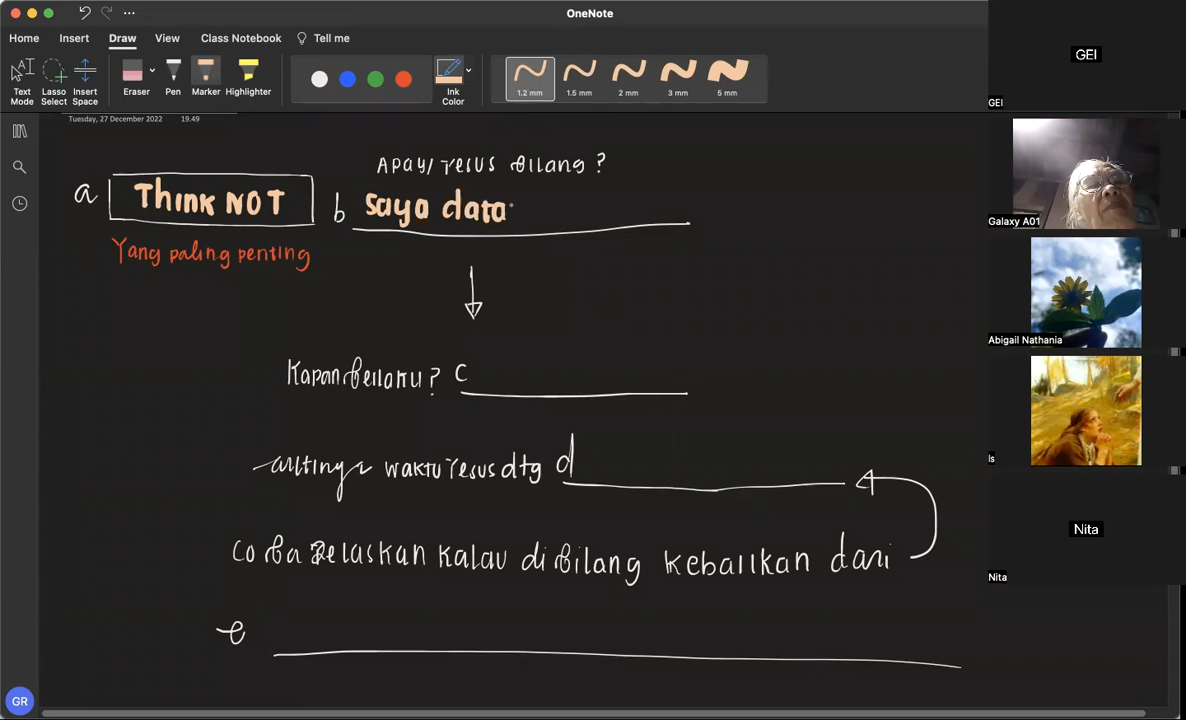 OneNote
Home Insert Draw View Class Notebook Tell me
Text Mode
Lasso Select
Insert Space
Eraser
Pen
Marker
Highlighter
Ink Color
1.2 mm
1.5 mm
2 mm
3 mm
5 mm
Tuesday, 27 December 2022 19.49
Yesus bilang ?
a Think NOT b saya data
Yang paling penting
Kapan berlaku? c
artinya waktu Yesus dtg d
coba jelaskan kalau dibilang kebalikan dari
e
GR
GEI
GEI
Galaxy A01
Abigail Nathania
ls
Nita
Nita